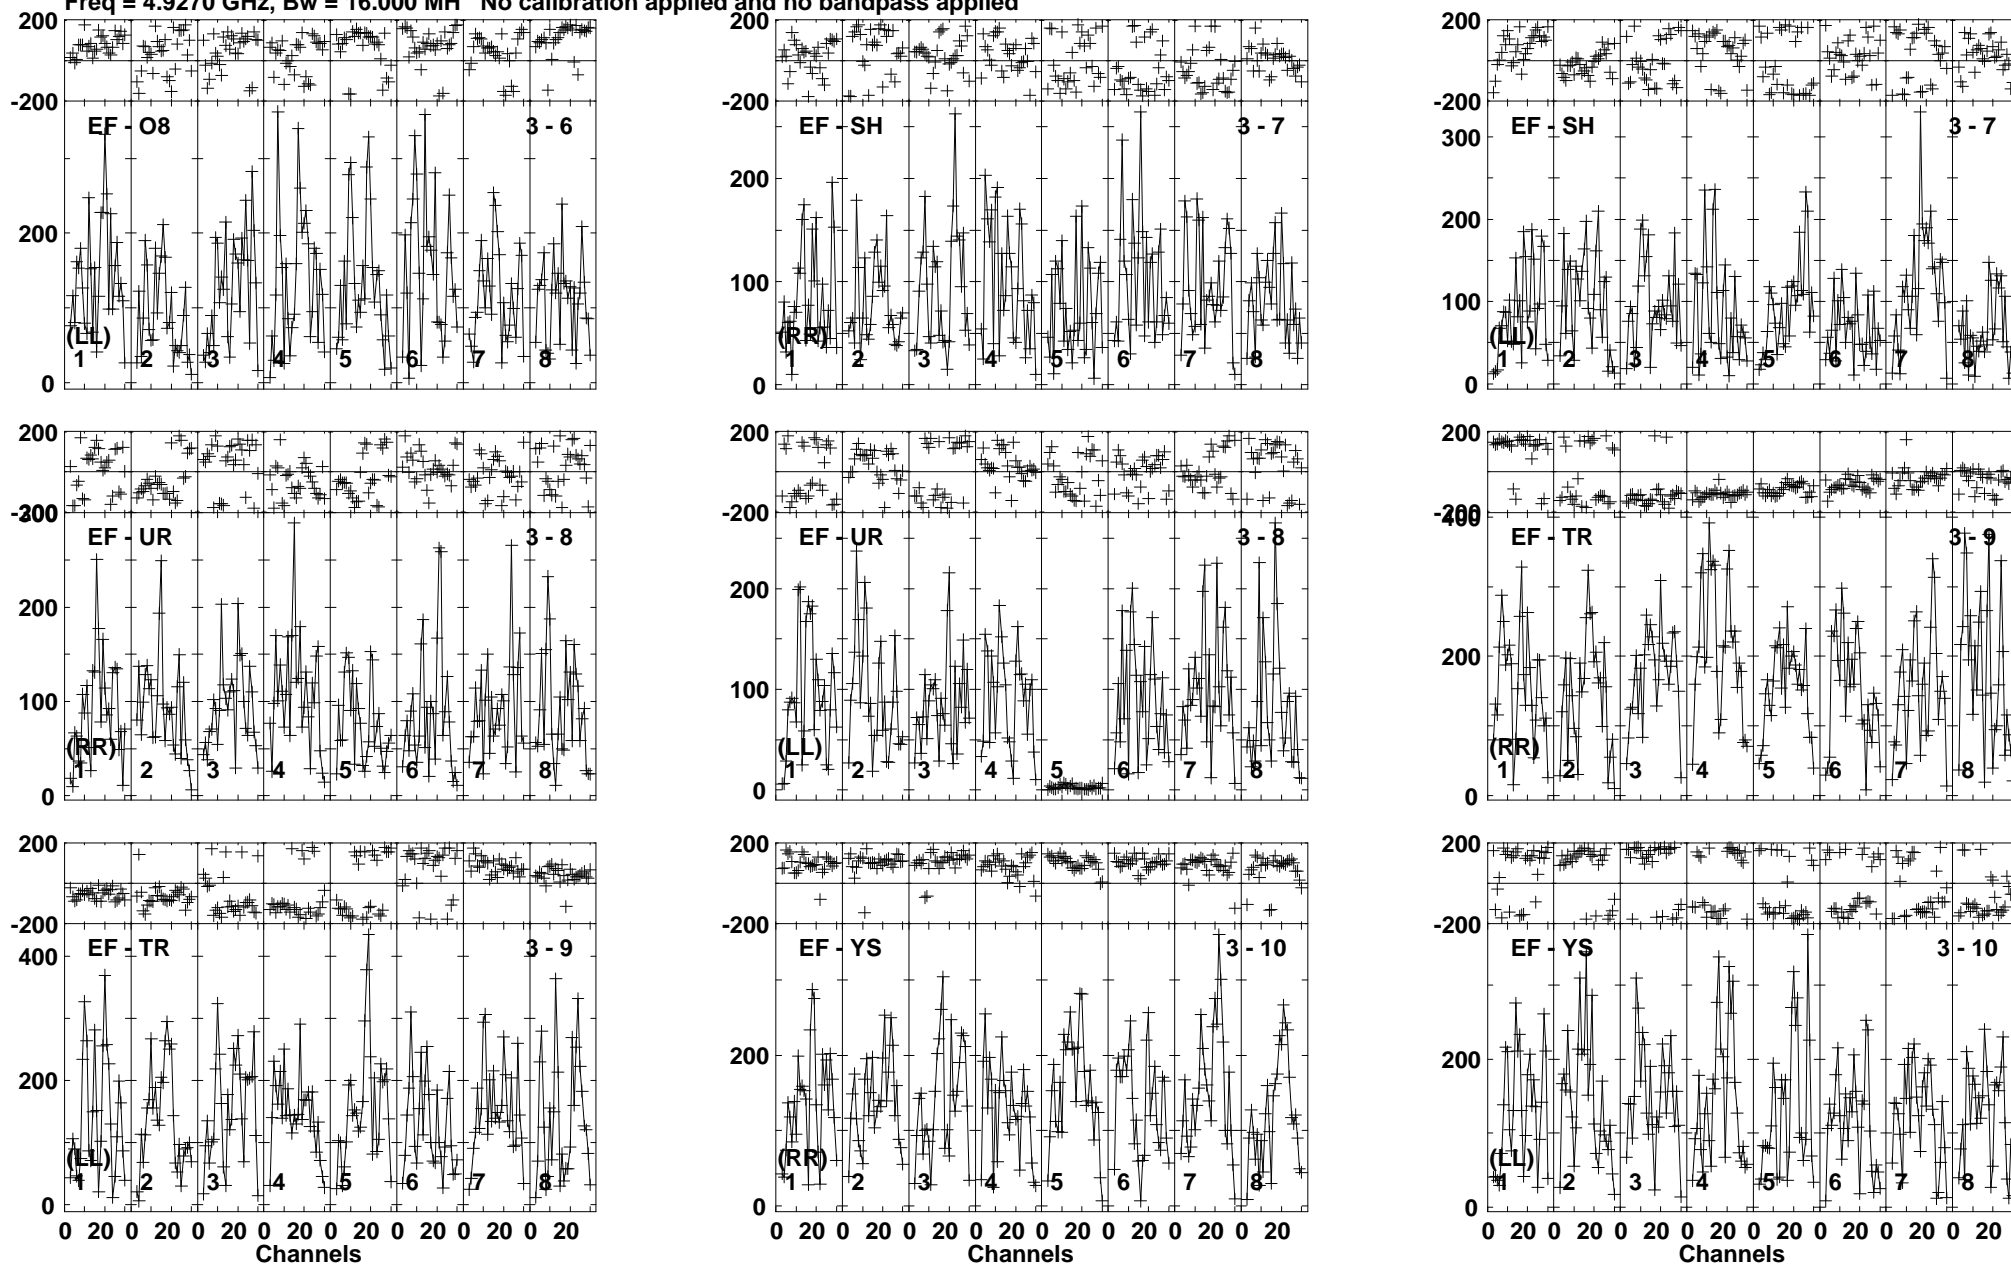 Freq = 4.9270 GHz, Bw = 16.000 MH No calibration applied and no bandpass applied
200 200 200
-200 -200 -200
EF - O8 3 - 6 EF - SH 3 - 7 EF - SH 3 - 7
300
200 200 200
100 100
(LL) (RR) (LL)
1 2 3 4 5 6 7 8 1 2 3 4 5 6 7 8 1 2 3 4 5 6 7 8
0 0 0
200 200 200
-200 -200 -200
300 400
EF - UR 3 - 8 EF - UR 3 - 8 EF - TR 3 - 9
200 200 200
100 100
(RR) (LL) (RR)
1 2 3 4 5 6 7 8 1 2 3 4 5 6 7 8 1 2 3 4 5 6 7 8
0 0 0
200 200 200
-200 -200 -200
EF - TR 3 - 9 EF - YS 3 - 10 EF - YS 3 - 10
400
200 200 200
(LL) (RR) (LL)
1 2 3 4 5 6 7 8 1 2 3 4 5 6 7 8 1 2 3 4 5 6 7 8
0 0 0
0 20 0 20 0 20 0 20 0 20 0 20 0 20 0 20 0 20 0 20 0 20 0 20 0 20 0 20 0 20 0 20 0 20 0 20 0 20 0 20 0 20 0 20 0 20 0 20
Channels Channels Channels